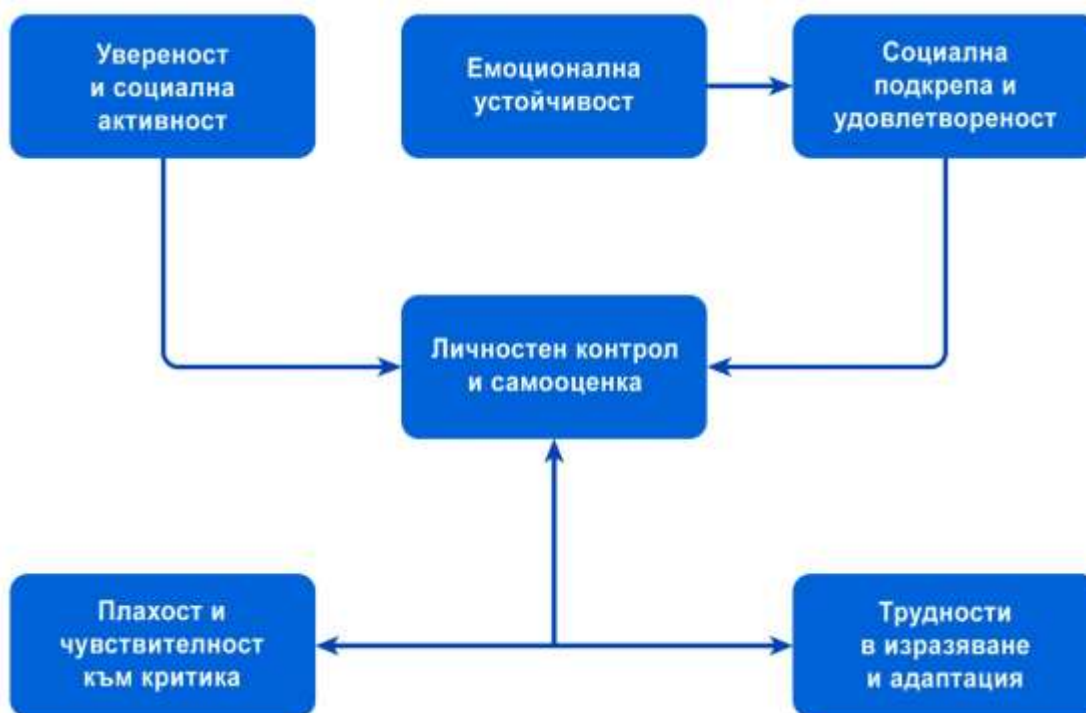 Увереност
и социална
активност
Емоционална
устойчивост
Социална
подкрепа и
удовлетвореност
Личностен контрол
и самооценка
Плахост и
чувствителност
към критика
Трудности
в изразяване
и адаптация